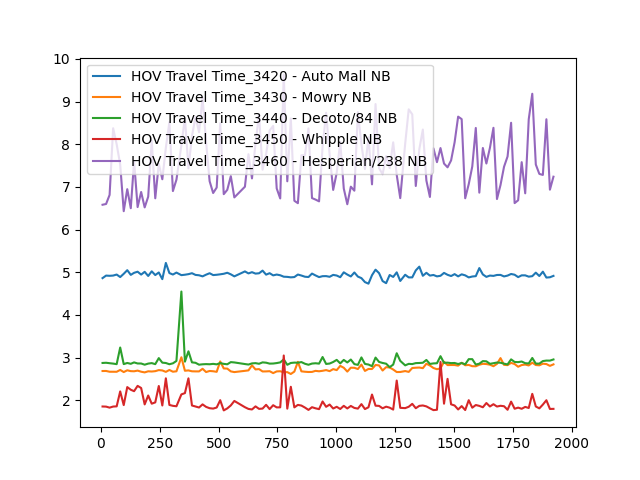 10
9
8
7
6
5
4
3
2
HOV Travel Time_3420 - Auto Mall NB
HOV Travel Time_3430 - Mowry NB
HOV Travel Time_3440 - Decoto/84 NB
HOV Travel Time_3450 - Whipple NB
HOV Travel Time_3460 - Hesperian/238 NB
0 250 500 750 1000 1250 1500 1750 2000